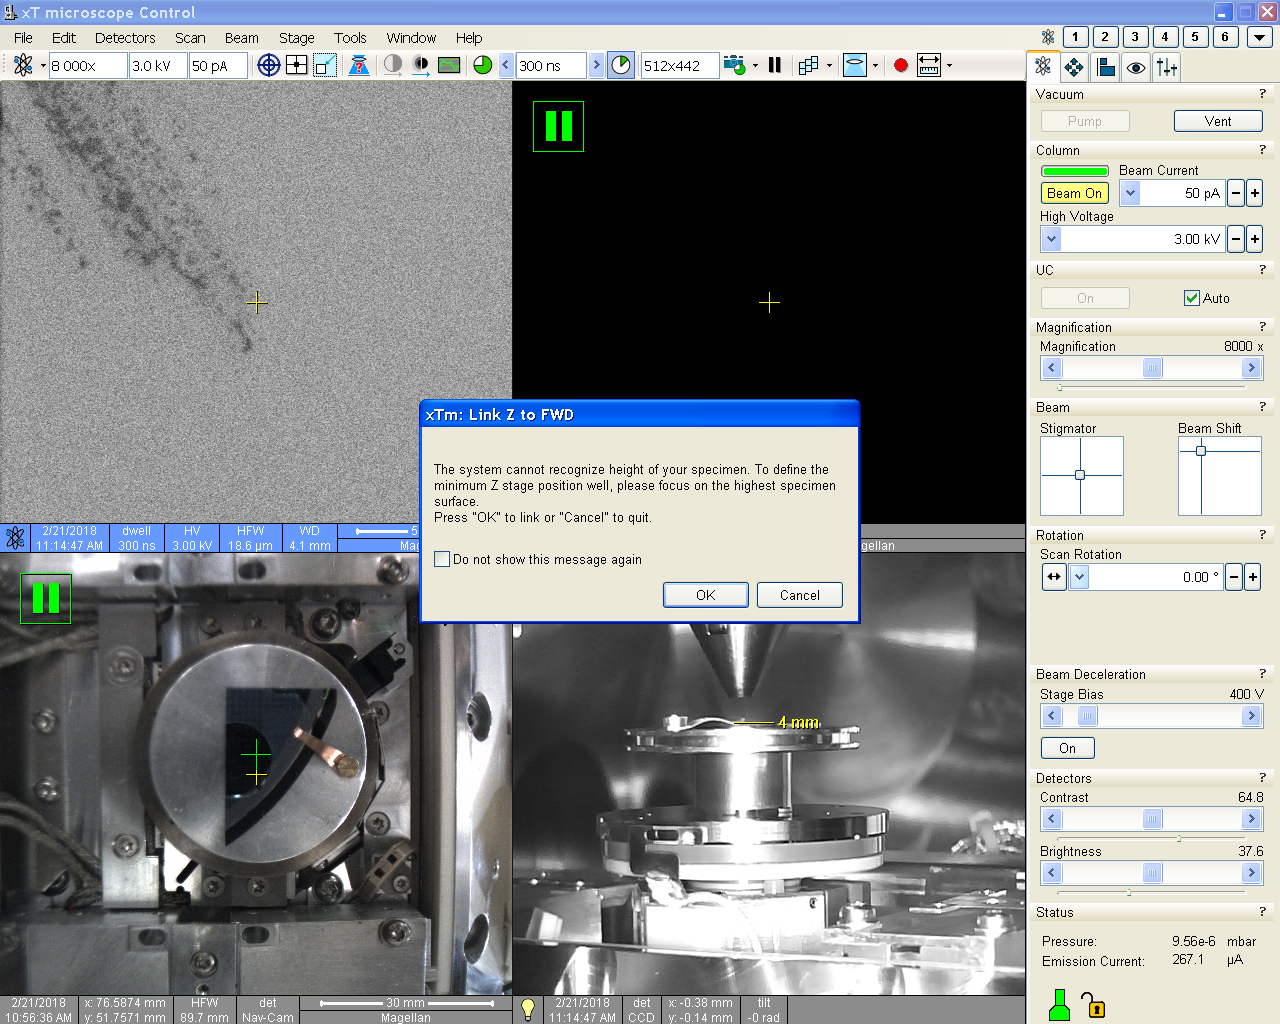 xT microscope Control
File Edit Detectors Scan Beam Stage Tools Window Help
1 2 3 4 5 6
8 000x 3.0 kV 50 pA 300 ns 512x442
Vacuum ?
Pump Vent
Column ?
Beam Current
Beam On 50 pA
High Voltage
3.00 kV
UC ?
On Auto
Magnification ?
Magnification 8000 x
Beam ?
Stigmator Beam Shift
Rotation ?
Scan Rotation
0.00 °
Beam Deceleration ?
Stage Bias 400 V
On
Detectors ?
Contrast 64.8
Brightness 37.6
Status ?
Pressure: 9.56e-6 mbar
Emission Current: 267.1 µA
xTm: Link Z to FWD
The system cannot recognize height of your specimen. To define the
minimum Z stage position well, please focus on the highest specimen
surface.
Press "OK" to link or "Cancel" to quit.
Do not show this message again
OK Cancel
2/21/2018 dwell HV HFW WD 5
11:14:47 AM 300 ns 3.00 kV 18.6 µm 4.1 mm Mag
gellan
4 mm
2/21/2018 x: 76.5874 mm HFW det 30 mm
10:56:36 AM y: 51.7571 mm 89.7 mm Nav-Cam Magellan
2/21/2018 det x: -0.38 mm tilt
11:14:47 AM CCD y: -0.14 mm -0 rad